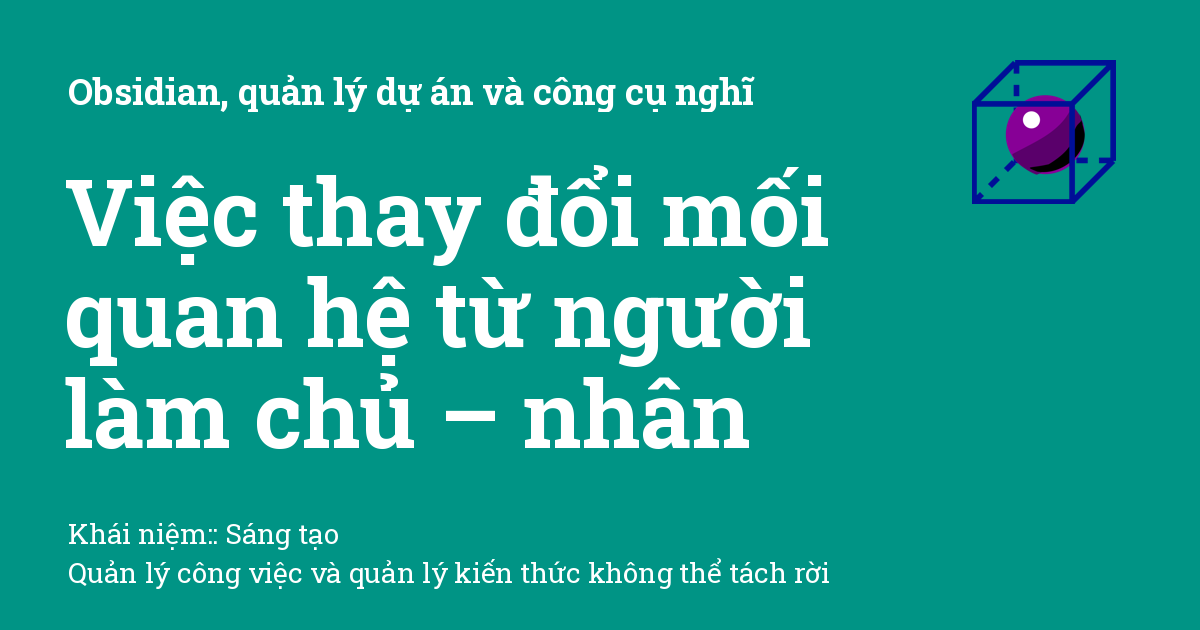 Obsidian, quản lý dự án và công cụ nghĩ
Việc thay đổi mối
quan hệ từ người
làm chủ – nhân
Khái niệm:: Sáng tạo
Quản lý công việc và quản lý kiến thức không thể tách rời